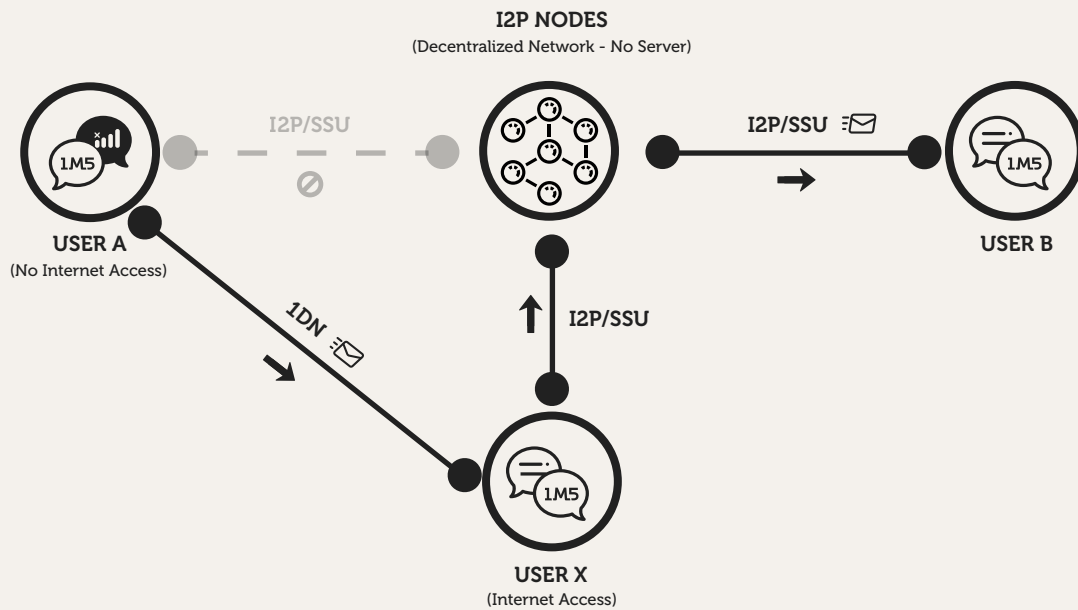 I2P NODES
(Decentralized Network - No Server)
I2P/SSU
I2P/SSU
1M5
1M5
USER A
(No Internet Access)
USER B
1DN
I2P/SSU
1M5
USER X
(Internet Access)